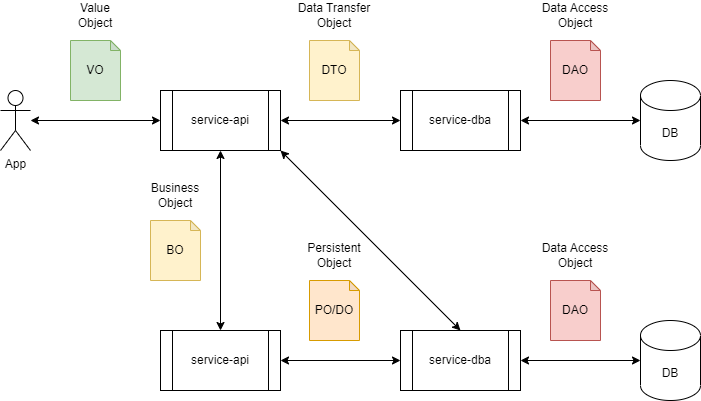 Value
Object
VO
Data Transfer
Object
DTO
Data Access
Object
DAO
App
service-api
service-dba
DB
Business
Object
BO
Persistent
Object
PO/DO
Data Access
Object
DAO
service-api
service-dba
DB